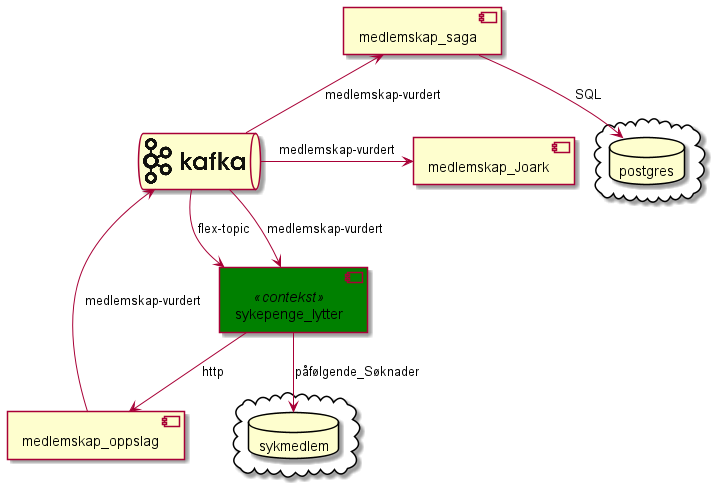 medlemskap_saga
medlemskap-vurdert
SQL
kafka
medlemskap-vurdert
medlemskap_Joark
postgres
flex-topic
medlemskap-vurdert
«contekst»
sykepenge_lytter
medlemskap-vurdert
http
påfølgende_Søknader
medlemskap_oppslag
sykmedlem